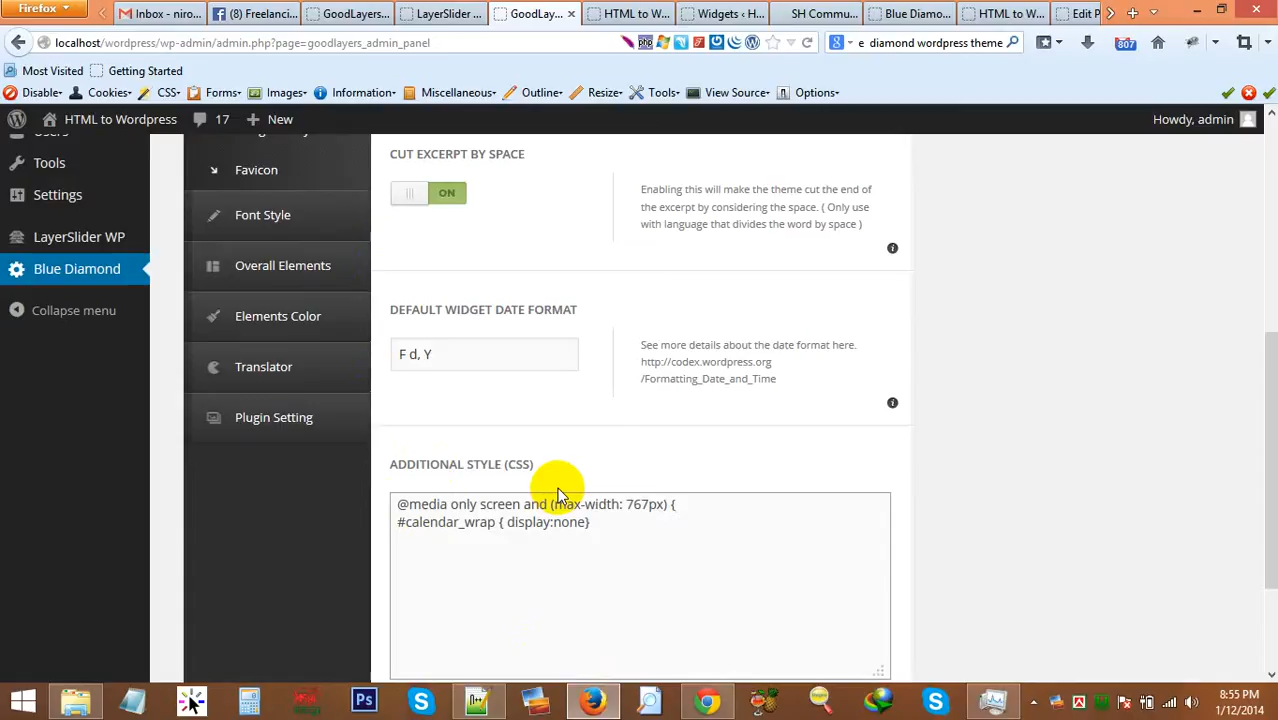 Firefox
Inbox - niro...
(8) Freelanci...
GoodLayers...
LayerSlider ...
GoodLay...
HTML to W...
Widgets ‹ H...
SH Commu...
Blue Diamo...
HTML to W...
Edit P
localhost/wordpress/wp-admin/admin.php?page=goodlayers_admin_panel
e diamond wordpress theme
807
Most Visited
Getting Started
Disable
Cookies
CSS
Forms
Images
Information
Miscellaneous
Outline
Resize
Tools
View Source
Options
HTML to Wordpress
17
New
Howdy, admin
Users
Tools
Settings
LayerSlider WP
Blue Diamond
Collapse menu
Favicon
Font Style
Overall Elements
Elements Color
Translator
Plugin Setting
CUT EXCERPT BY SPACE
ON
Enabling this will make the theme cut the end of
the excerpt by considering the space. ( Only use
with language that divides the word by space )
DEFAULT WIDGET DATE FORMAT
F d, Y
See more details about the date format here.
http://codex.wordpress.org
/Formatting_Date_and_Time
ADDITIONAL STYLE (CSS)
@media only screen and (max-width: 767px) {
#calendar_wrap { display:none}
Ps
8:55 PM
1/12/2014